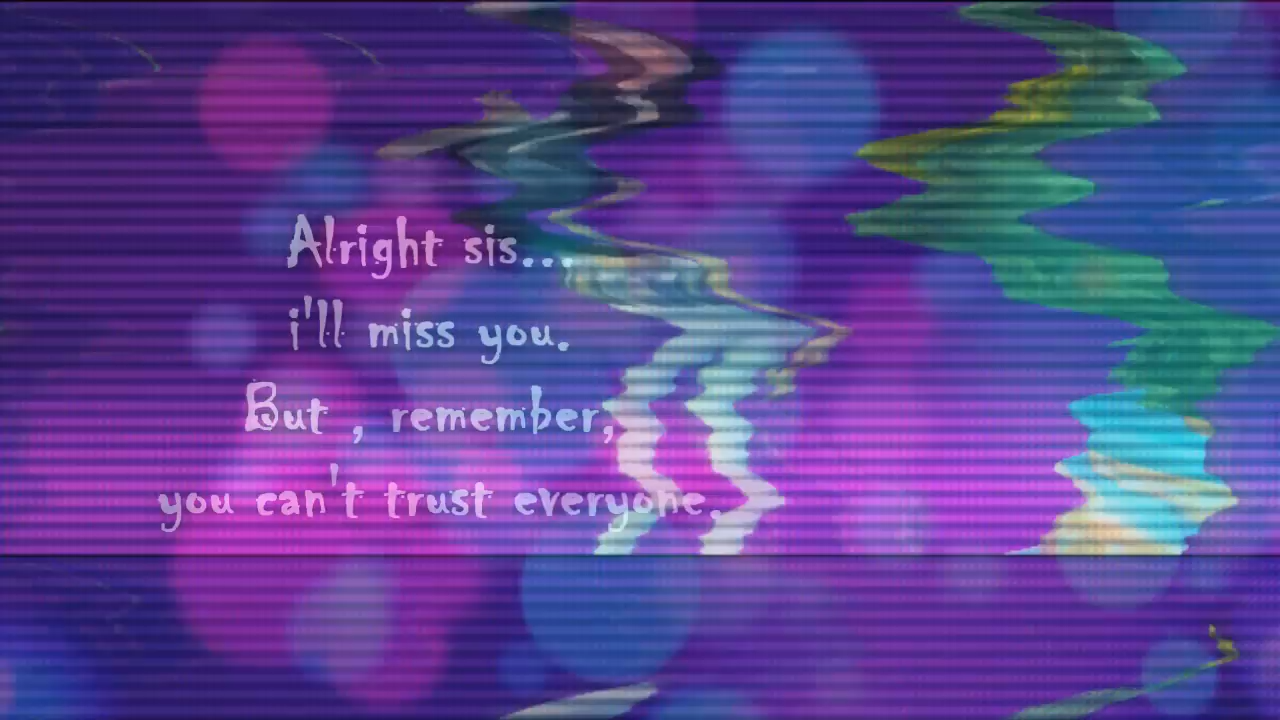 Alright sis...
i'll miss you.
But , remember,
you can't trust everyone.